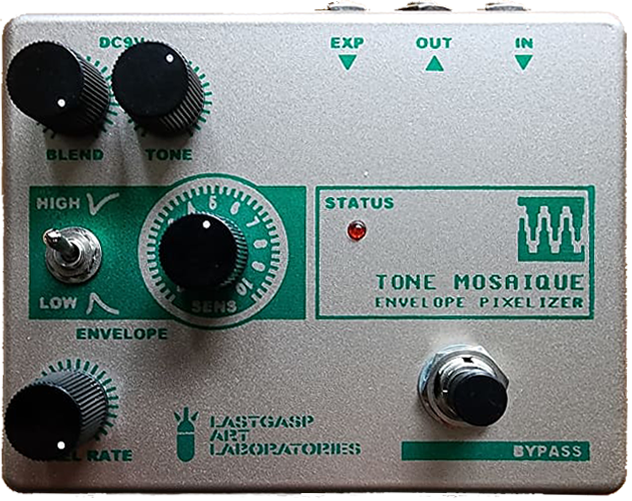 DC9V
EXP OUT IN
BLEND TONE
HIGH
LOW
5 6 7 8 9 10
SENS
ENVELOPE
STATUS
TONE MOSAIQUE
ENVELOPE PIXELIZER
RATE
LASTGASP
ART
LABORATORIES
BYPASS